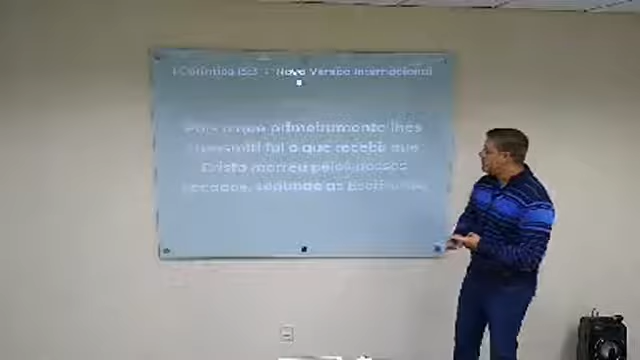 1 Coríntios 15:3 - Nova Versão Internacional
Pois o que primeiramente lhes
transmiti foi o que recebi: que
Cristo morreu pelos nossos
pecados, segundo as Escrituras,